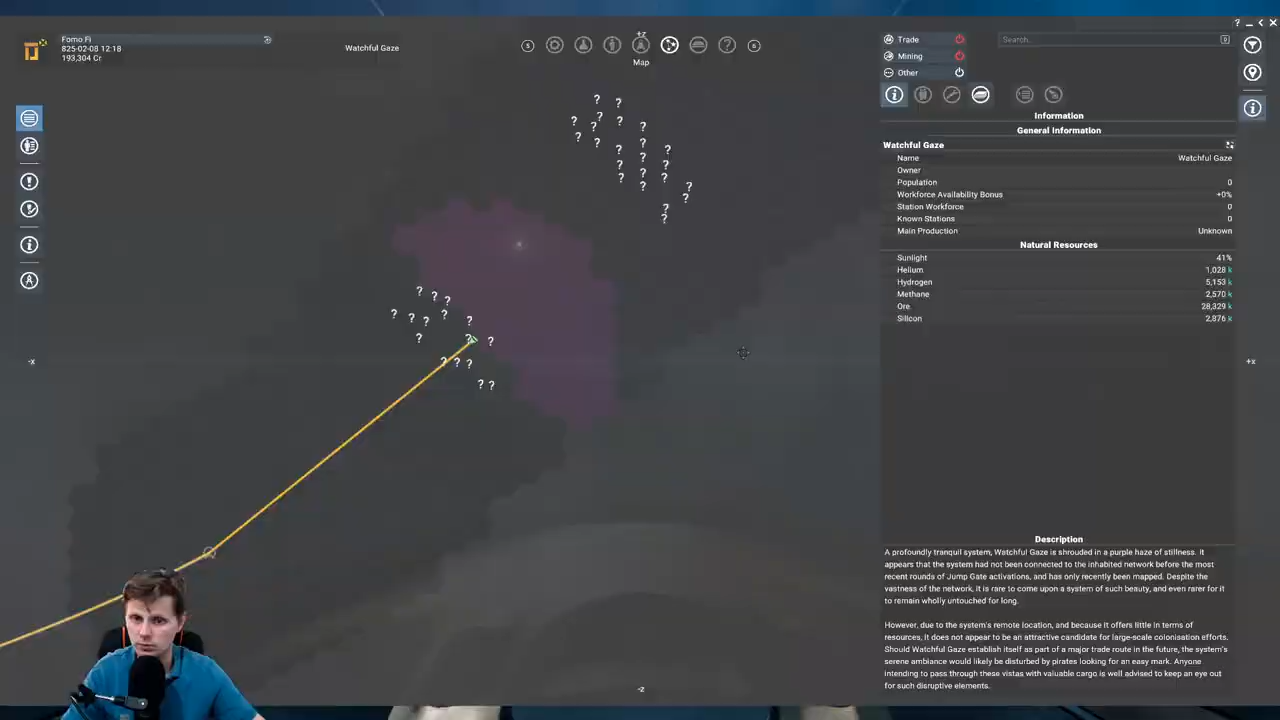 Fomo Fi
825-02-08 12:18
193,304 Cr
Watchful Gaze
5
+z
6
Map
-x
+x
-z
? ? ? ? ? ? ? ? ? ? ? ? ? ? ? ? ? ? ? ? ?
? ? ? ? ? ? ? ? ? ? ? ? ? ? ? ? ?
Trade
Mining
Other
Search...
Information
General Information
Watchful Gaze
Name Watchful Gaze
Owner
Population 0
Workforce Availability Bonus +0%
Station Workforce 0
Known Stations 0
Main Production Unknown
Natural Resources
Sunlight 41%
Helium 1,028 k
Hydrogen 5,153 k
Methane 2,570 k
Ore 28,329 k
Silicon 2,876 k
Description
A profoundly tranquil system, Watchful Gaze is shrouded in a purple haze of stillness. It
appears that the system had not been connected to the inhabited network before the most
recent rounds of Jump Gate activations, and has only recently been mapped. Despite the
vastness of the network, it is rare to come upon a system of such beauty, and even rarer for it
to remain wholly untouched for long.
However, due to the system's remote location, and because it offers little in terms of
resources, it does not appear to be an attractive candidate for large-scale colonisation efforts.
Should Watchful Gaze establish itself as part of a major trade route in the future, the system's
serene ambiance would likely be disturbed by pirates looking for an easy mark. Anyone
intending to pass through these vistas with valuable cargo is well advised to keep an eye out
for such disruptive elements.